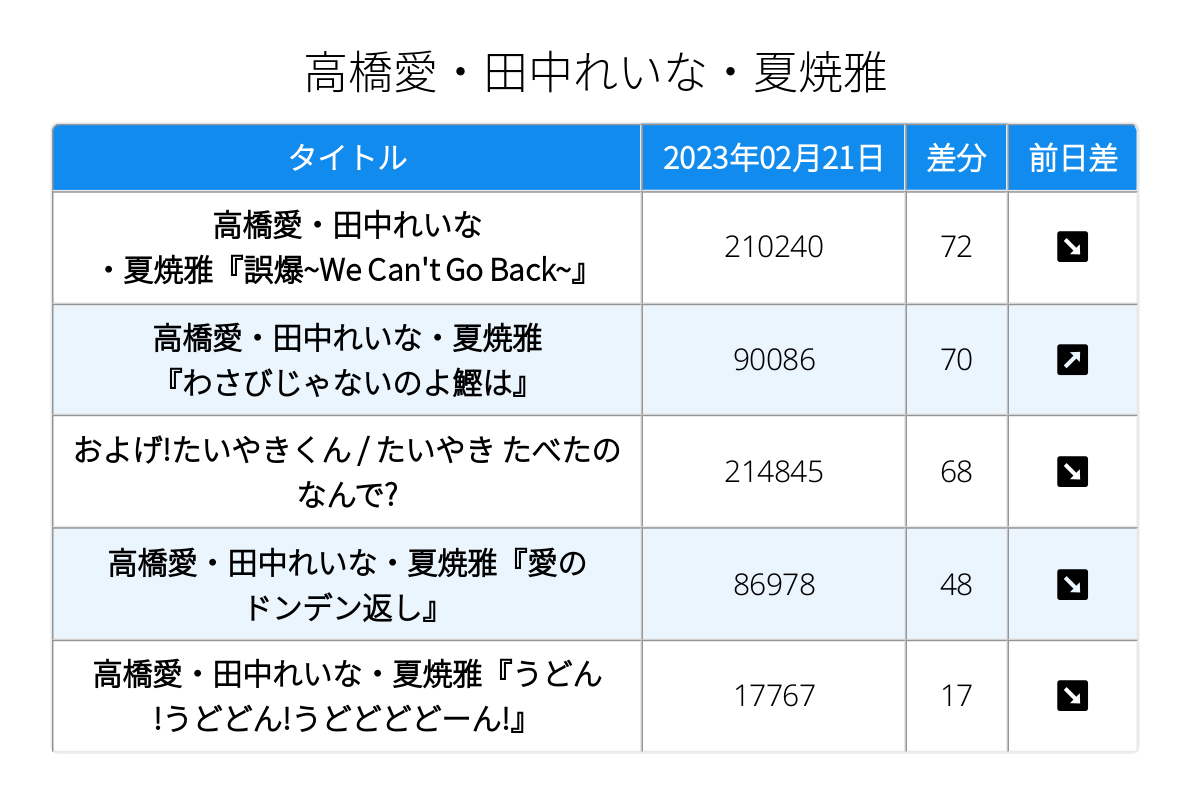 高橋愛・田中れいな・夏焼雅
タイトル 2023年02月21日 差分 前日差
高橋愛・田中れいな
・夏焼雅『誤爆~We Can't Go Back~』 210240 72
高橋愛・田中れいな・夏焼雅
『わさびじゃないのよ鰹は』 90086 70
およげ!たいやきくん / たいやき たべたの
なんで? 214845 68
高橋愛・田中れいな・夏焼雅『愛の
ドンデン返し』 86978 48
高橋愛・田中れいな・夏焼雅『うどん
!うどどん!うどどどどーん!』 17767 17